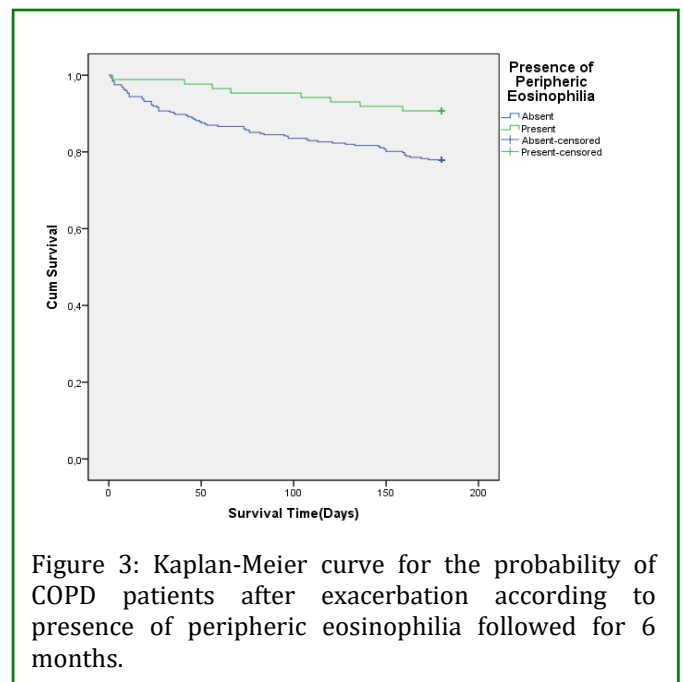 Presence of
Peripheric
Eosinophilia
Absent
Present
Absent-censored
Present-censored
1,0
0,8
0,6
0,4
0,2
0,0
Cum Survival
0 50 100 150 200
Survival Time(Days)
Figure 3: Kaplan-Meier curve for the probability of
COPD patients after exacerbation according to
presence of peripheric eosinophilia followed for 6
months.